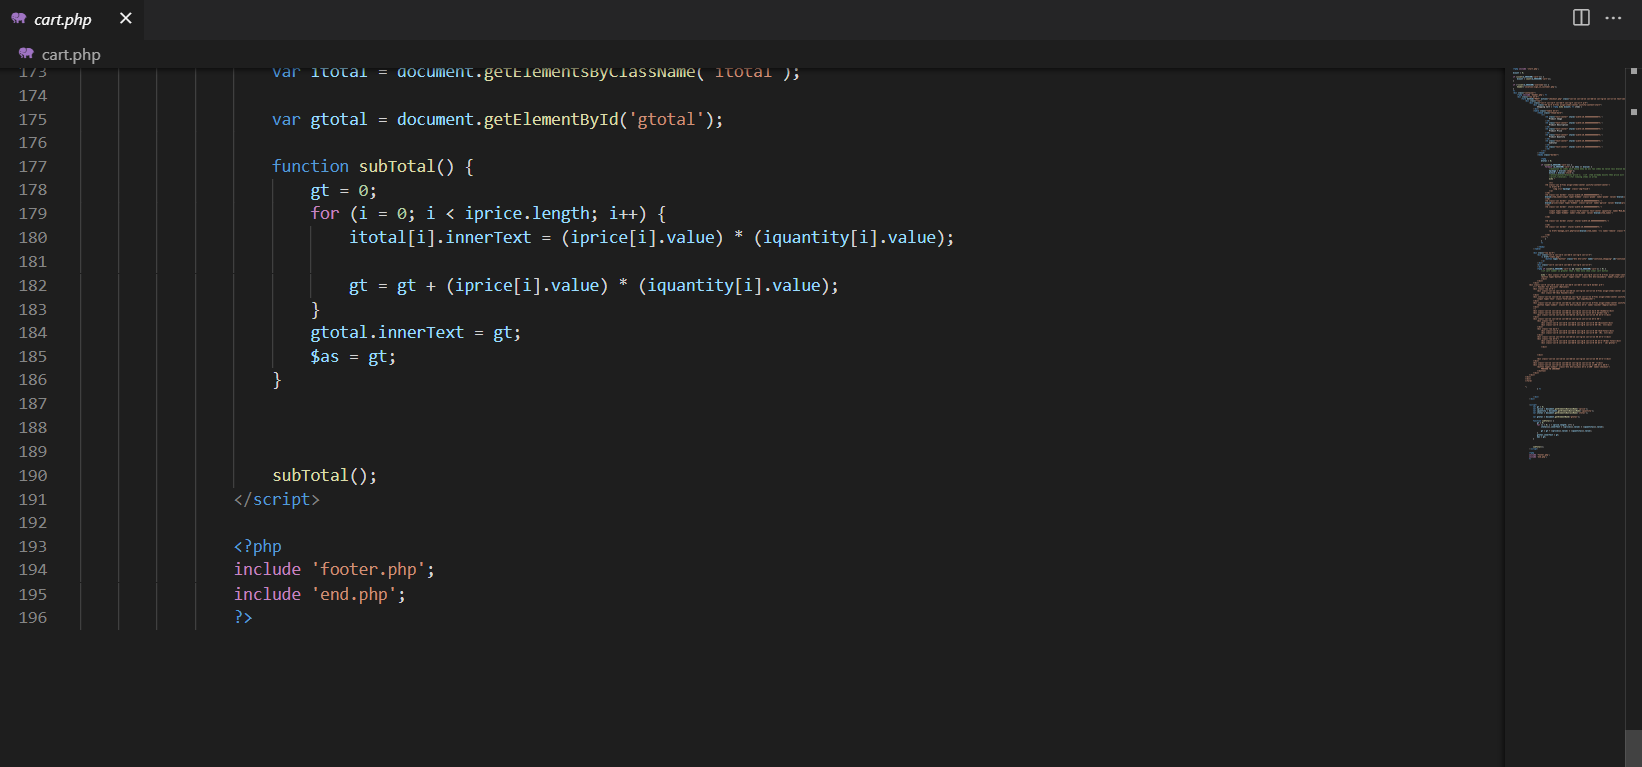 cart.php
cart.php
173 var itotal = document.getElementsByClassName('itotal');
174
175 var gtotal = document.getElementById('gtotal');
176
177 function subTotal() {
178 gt = 0;
179 for (i = 0; i < iprice.length; i++) {
180 itotal[i].innerText = (iprice[i].value) * (iquantity[i].value);
181
182 gt = gt + (iprice[i].value) * (iquantity[i].value);
183 }
184 gtotal.innerText = gt;
185 $as = gt;
186 }
187
188
189
190 subTotal();
191 </script>
192
193 <?php
194 include 'footer.php';
195 include 'end.php';
196 ?>